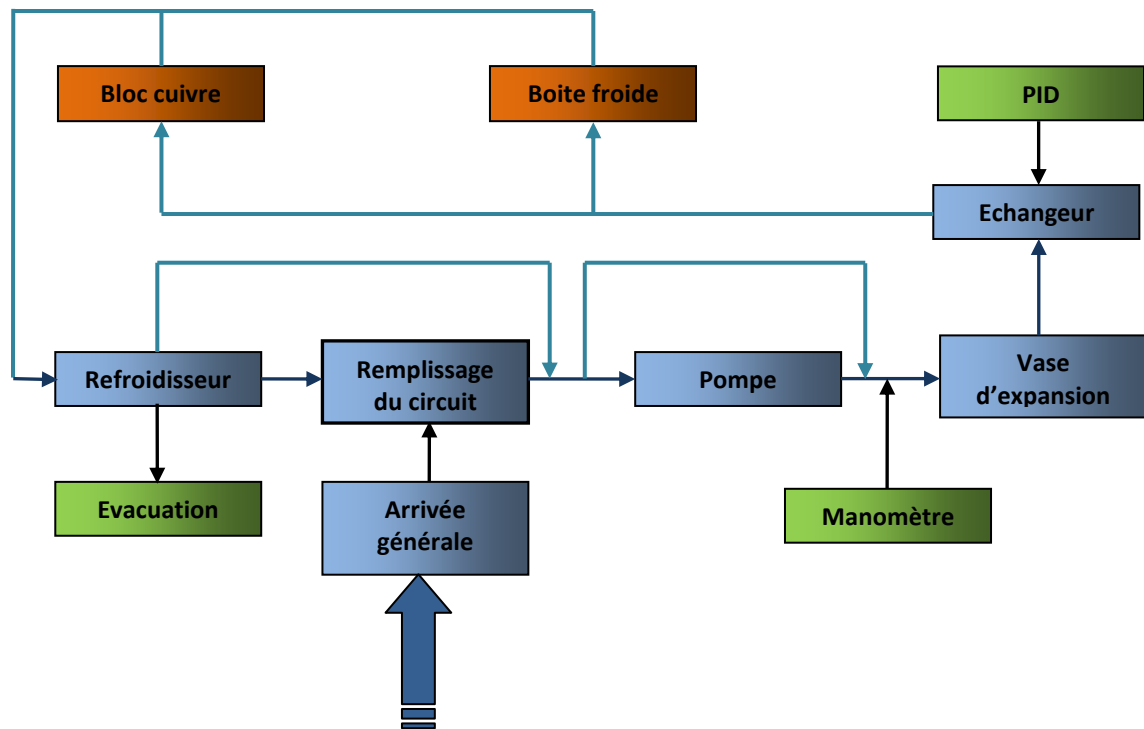 Bloc cuivre
Boite froide
PID
Echangeur
Refroidisseur
Remplissage
du circuit
Pompe
Vase
d’expansion
Evacuation
Arrivée
générale
Manomètre